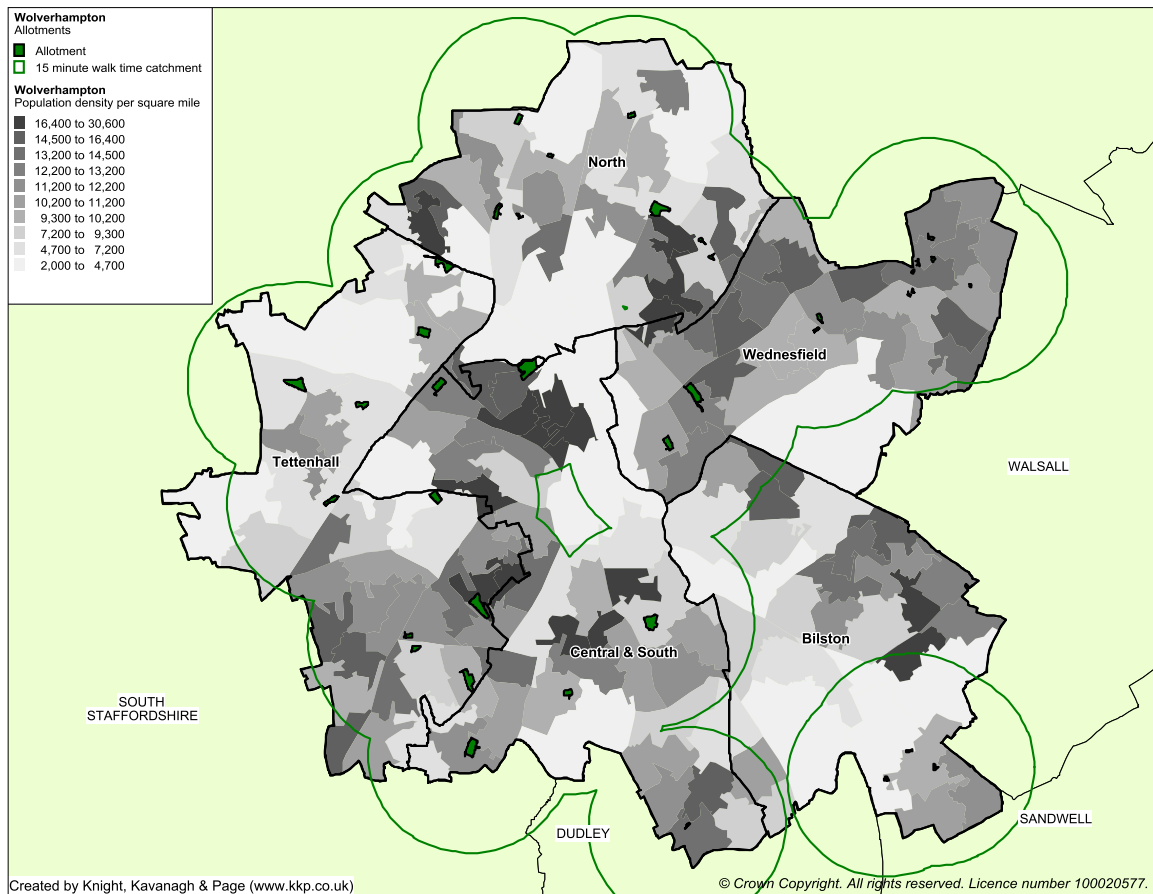 Wolverhampton
Allotments
Allotment
15 minute walk time catchment
Wolverhampton
Population density per square mile
16,400 to 30,600
14,500 to 16,400
13,200 to 14,500
12,200 to 13,200
11,200 to 12,200
10,200 to 11,200
9,300 to 10,200
7,200 to 9,300
4,700 to 7,200
2,000 to 4,700
North
Wednesfield
Tettenhall
WALSALL
Bilston
Central & South
SOUTH
STAFFORDSHIRE
SANDWELL
DUDLEY
Created by Knight, Kavanagh & Page (www.kkp.co.uk)
© Crown Copyright. All rights reserved. Licence number 100020577.